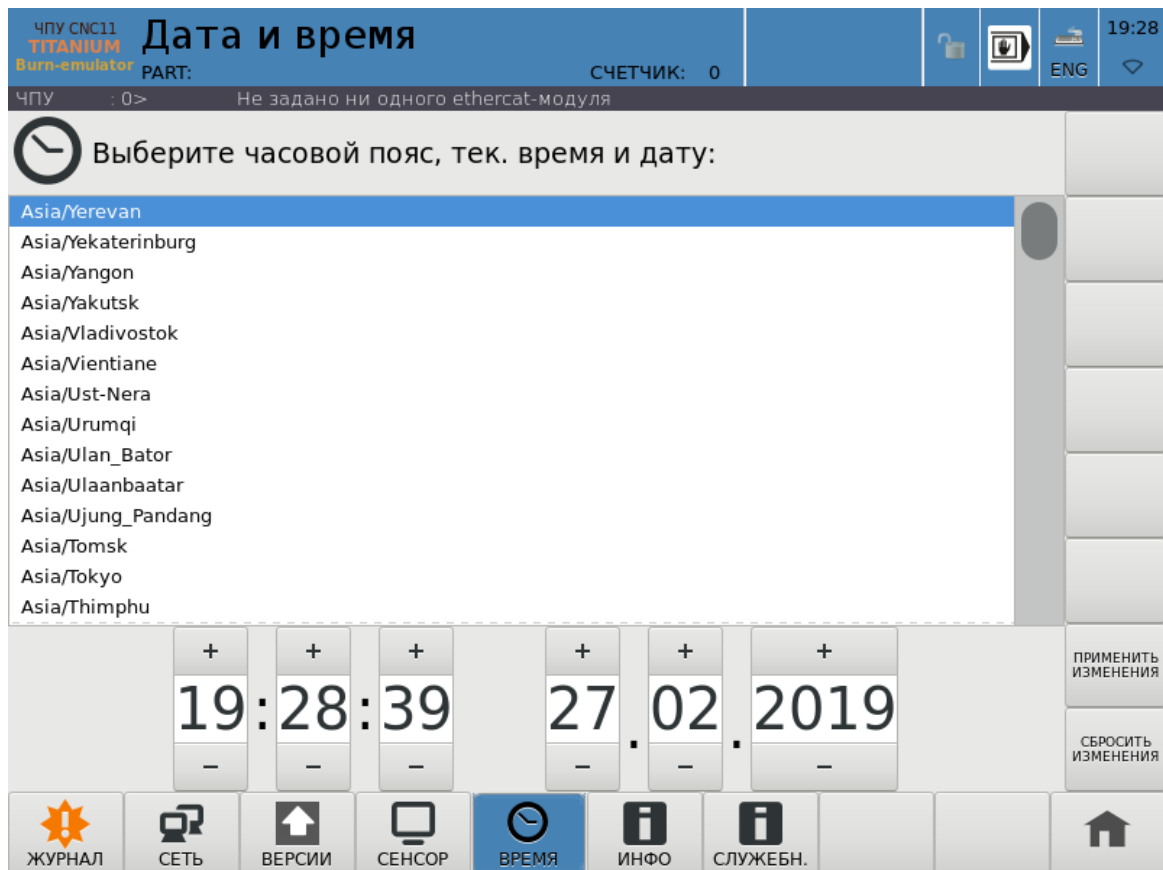 ЧПУ CNC11
TITANIUM
Burn-emulator
Дата и время
PART:
СЧЕТЧИК: 0
ENG
19:28
ЧПУ : 0> Не задано ни одного ethercat-модуля
Выберите часовой пояс, тек. время и дату:
Asia/Yerevan
Asia/Yekaterinburg
Asia/Yangon
Asia/Yakutsk
Asia/Vladivostok
Asia/Vientiane
Asia/Ust-Nera
Asia/Urumqi
Asia/Ulan_Bator
Asia/Ulaanbaatar
Asia/Ujung_Pandang
Asia/Tomsk
Asia/Tokyo
Asia/Thimphu
+ + + + + +
19:28:39 27.02.2019
− − − − − −
ПРИМЕНИТЬ
ИЗМЕНЕНИЯ
СБРОСИТЬ
ИЗМЕНЕНИЯ
ЖУРНАЛ СЕТЬ ВЕРСИИ СЕНСОР ВРЕМЯ ИНФО СЛУЖЕБН.